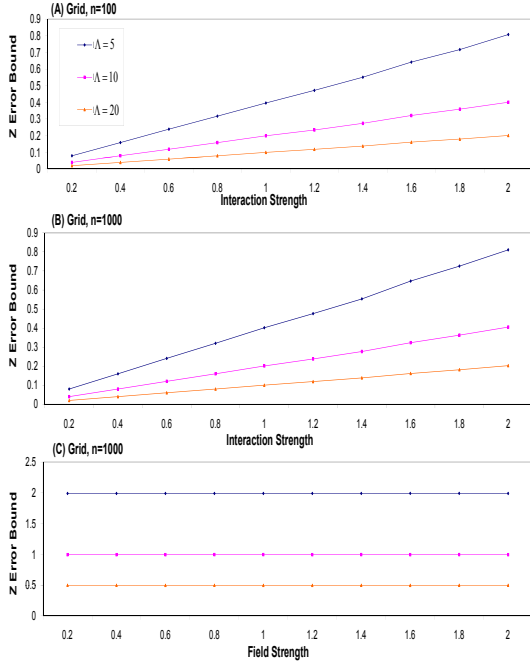 (A) Grid, n=100
0.9
0.8
0.7
0.6
0.5
0.4
0.3
0.2
0.1
0
Z Error Bound
Λ = 5
Λ = 10
Λ = 20
0.2 0.4 0.6 0.8 1 1.2 1.4 1.6 1.8 2
Interaction Strength
(B) Grid, n=1000
0.9
0.8
0.7
0.6
0.5
0.4
0.3
0.2
0.1
0
Z Error Bound
0.2 0.4 0.6 0.8 1 1.2 1.4 1.6 1.8 2
Interaction Strength
(C) Grid, n=1000
2.5
2
1.5
1
0.5
0
Z Error Bound
0.2 0.4 0.6 0.8 1 1.2 1.4 1.6 1.8 2
Field Strength